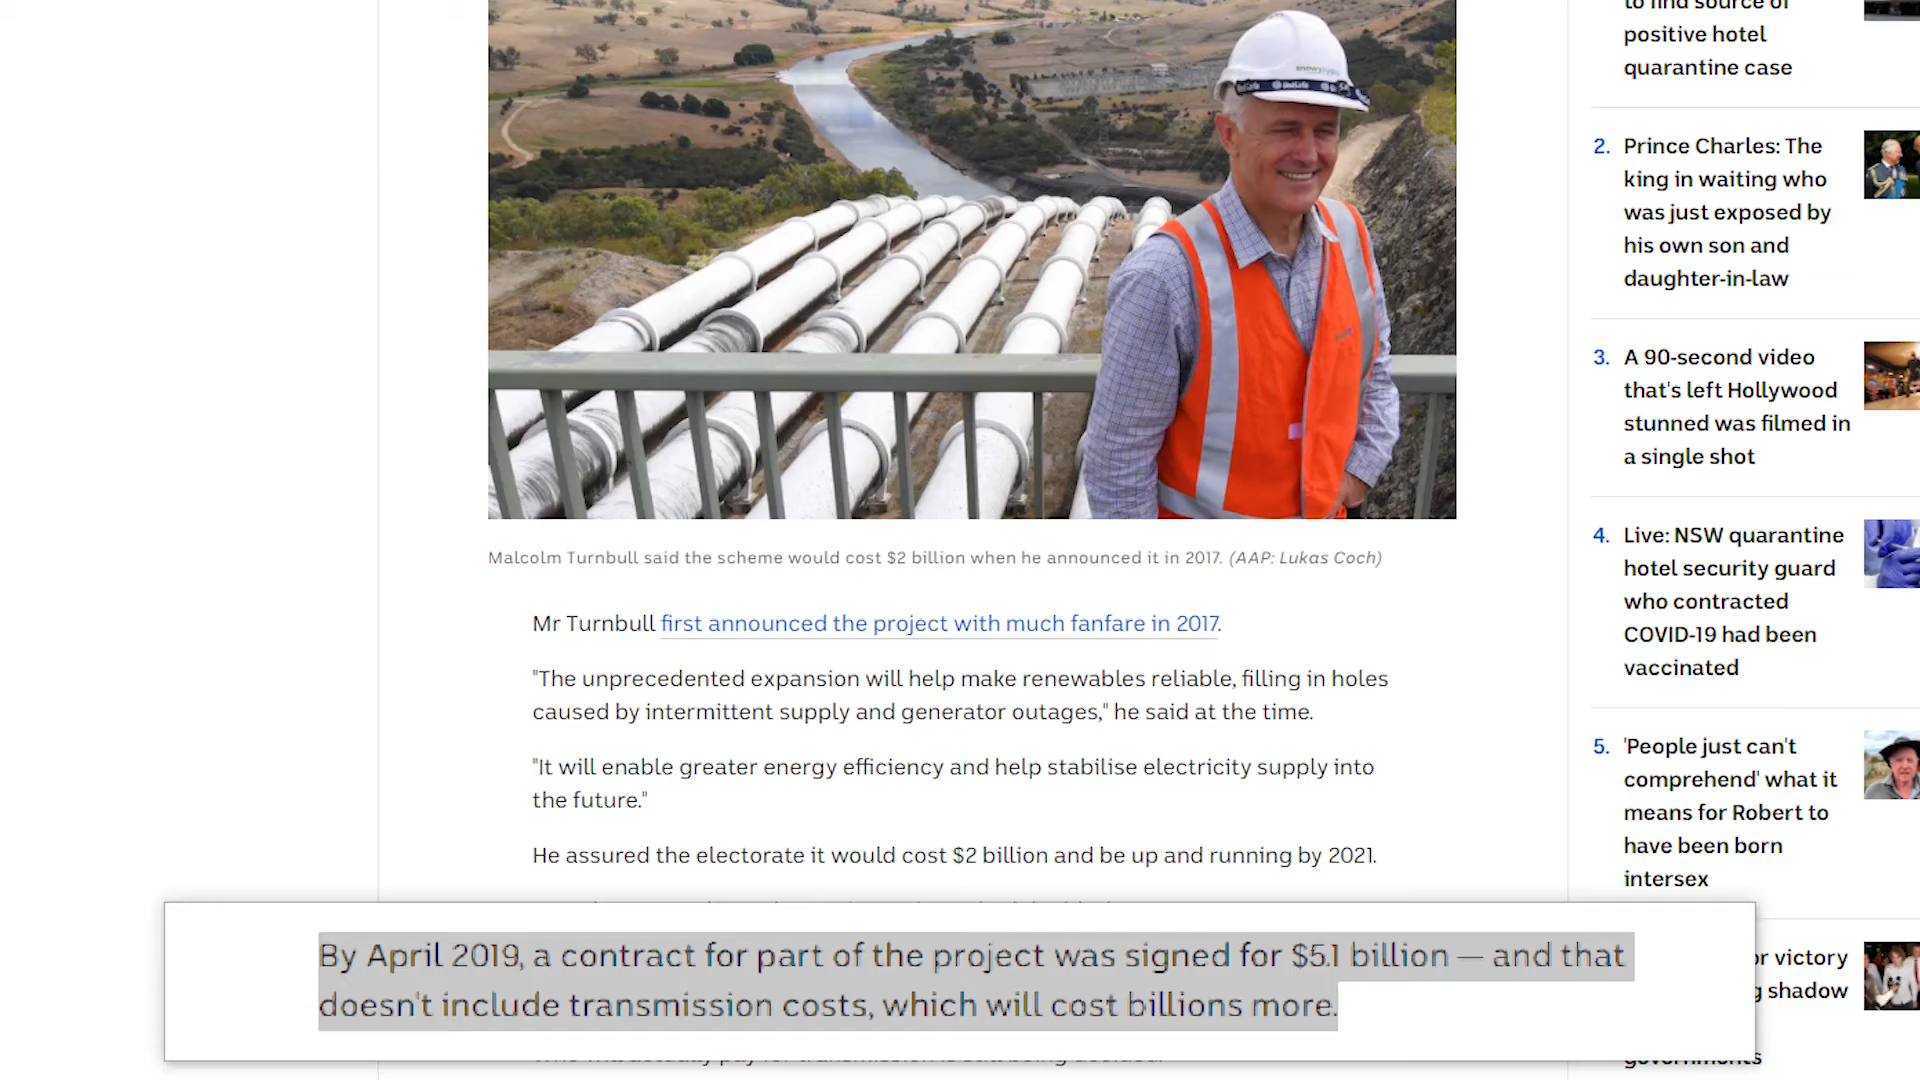 Malcolm Turnbull said the scheme would cost $2 billion when he announced it in 2017. (AAP: Lukas Coch)
Mr Turnbull first announced the project with much fanfare in 2017.
"The unprecedented expansion will help make renewables reliable, filling in holes
caused by intermittent supply and generator outages," he said at the time.
"It will enable greater energy efficiency and help stabilise electricity supply into
the future."
He assured the electorate it would cost $2 billion and be up and running by 2021.
By April 2019, a contract for part of the project was signed for $5.1 billion — and that
doesn't include transmission costs, which will cost billions more.
to find source of
positive hotel
quarantine case
2. Prince Charles: The
king in waiting who
was just exposed by
his own son and
daughter-in-law
3. A 90-second video
that's left Hollywood
stunned was filmed in
a single shot
4. Live: NSW quarantine
hotel security guard
who contracted
COVID-19 had been
vaccinated
5. 'People just can't
comprehend' what it
means for Robert to
have been born
intersex
or victory
shadow
governments